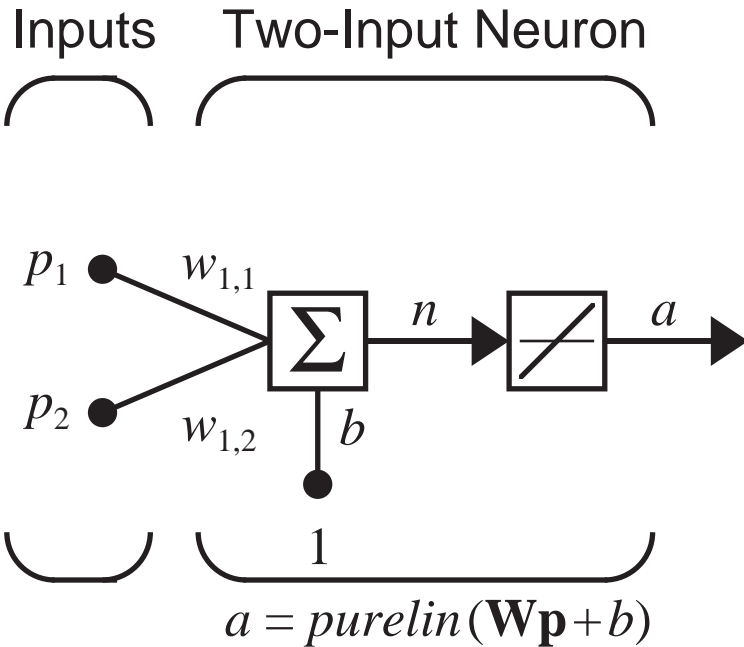 Inputs Two-Input Neuron
p₁ w₁,₁
Σ n a
p₂ w₁,₂ b
1
a = purelin (Wp + b)